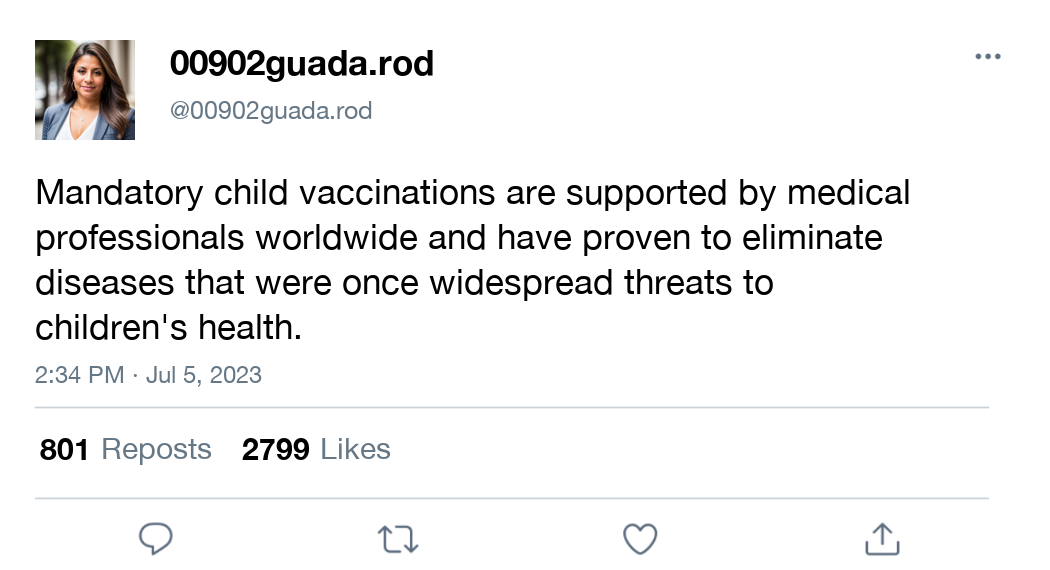 00902guada.rod
@00902guada.rod
Mandatory child vaccinations are supported by medical
professionals worldwide and have proven to eliminate
diseases that were once widespread threats to
children's health.
2:34 PM · Jul 5, 2023
801 Reposts 2799 Likes